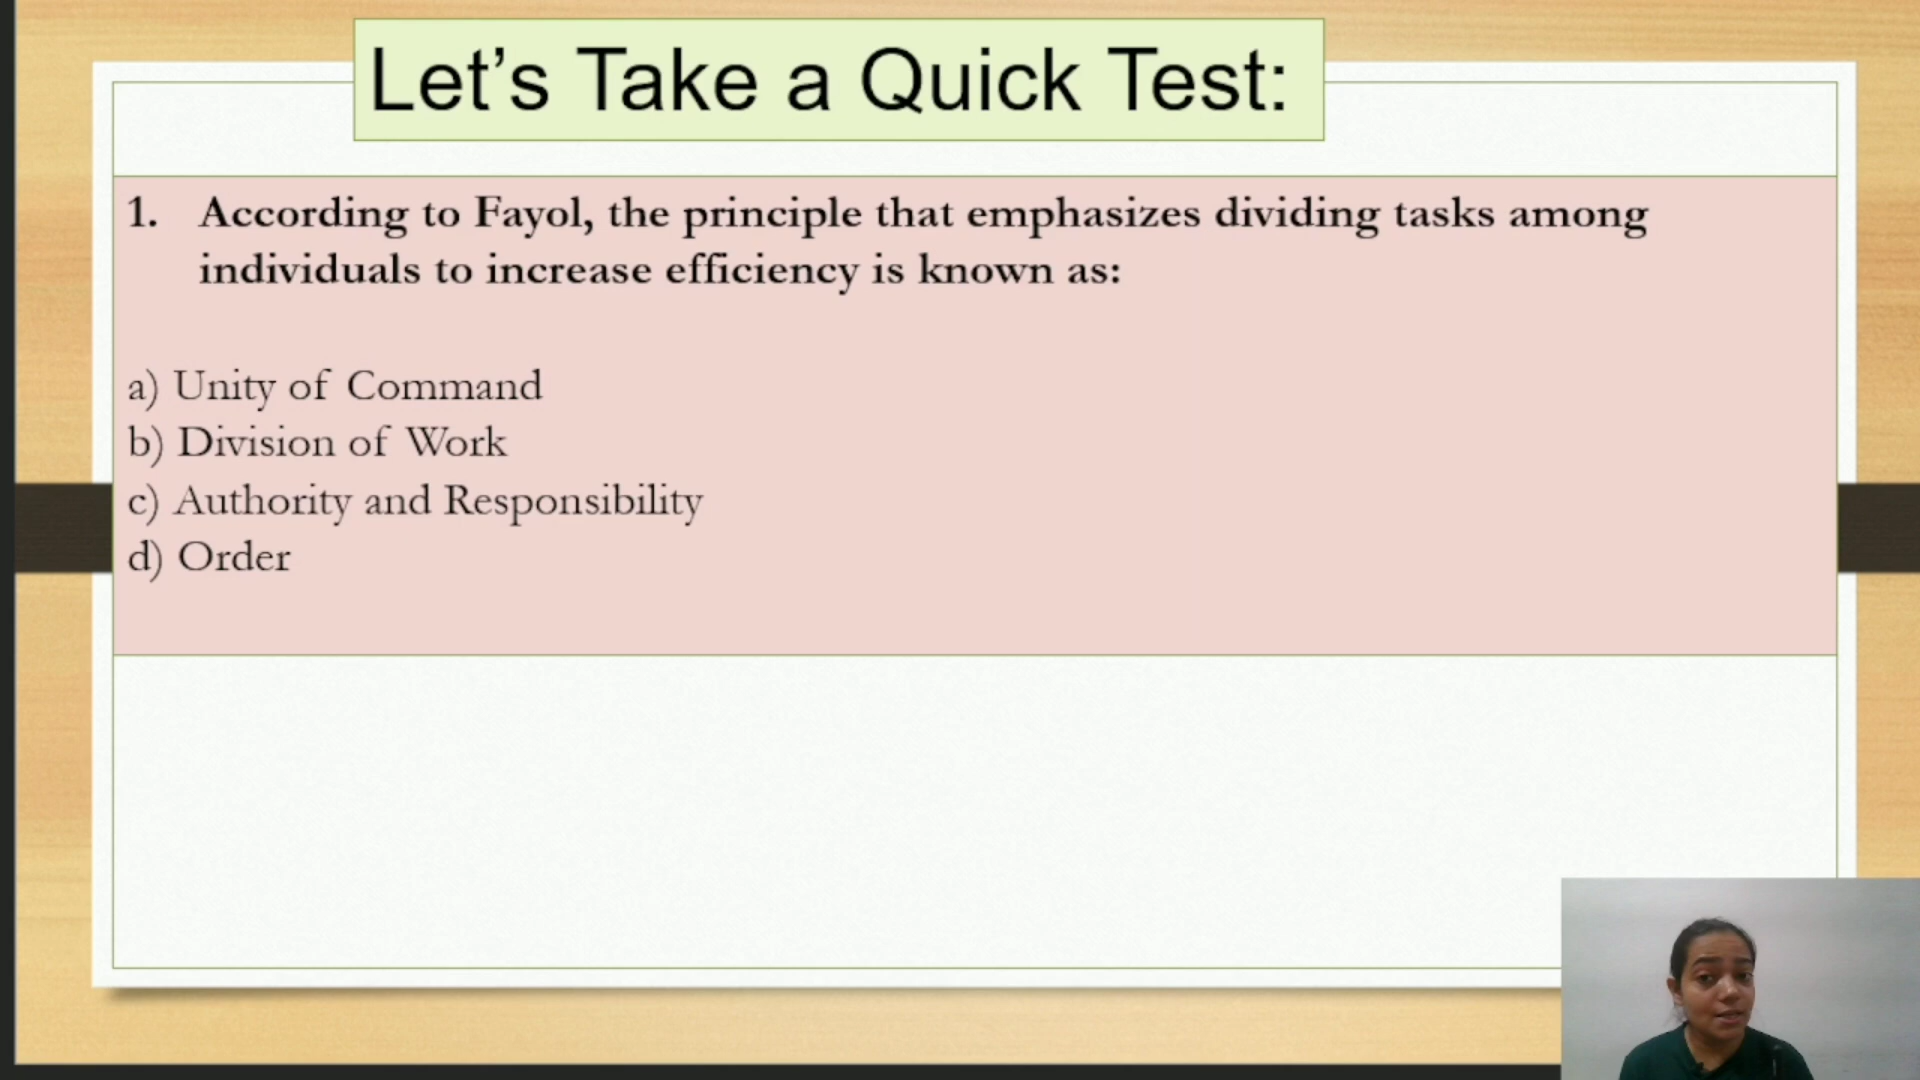 Let’s Take a Quick Test:
1. According to Fayol, the principle that emphasizes dividing tasks among
individuals to increase efficiency is known as:
a) Unity of Command
b) Division of Work
c) Authority and Responsibility
d) Order